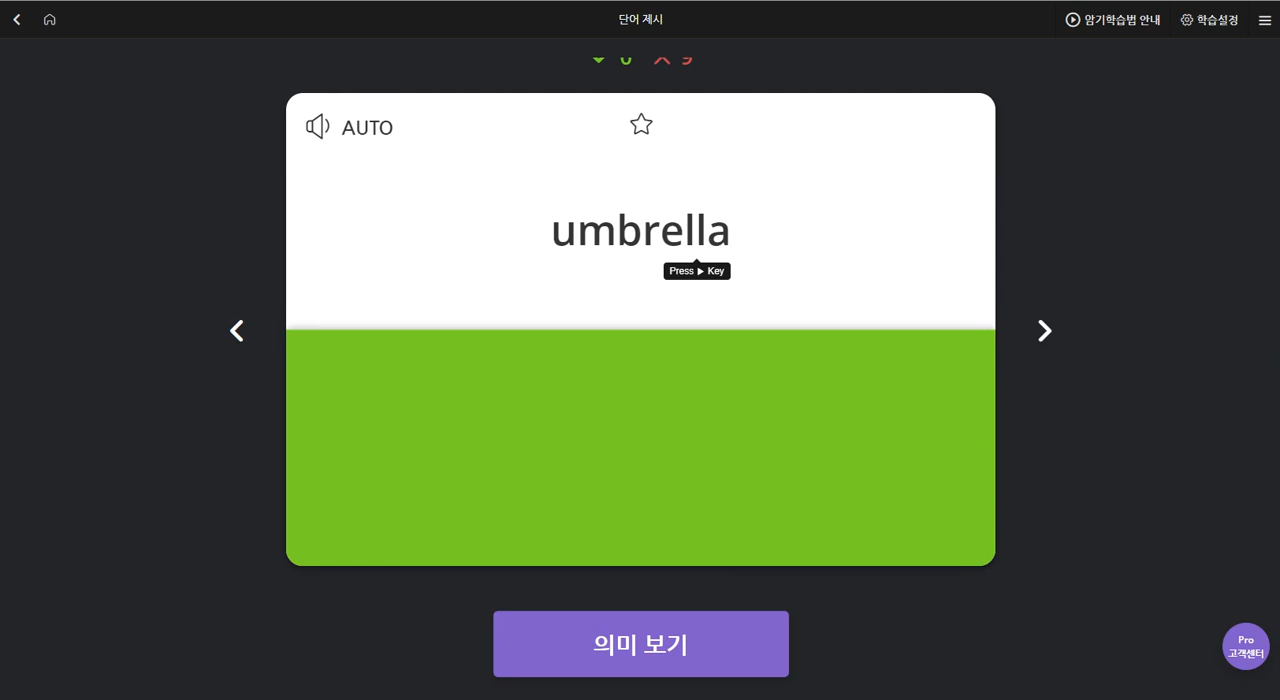 단어 제시
암기학습법 안내
학습설정
AUTO
umbrella
Press ▶ Key
의미 보기
Pro
고객센터